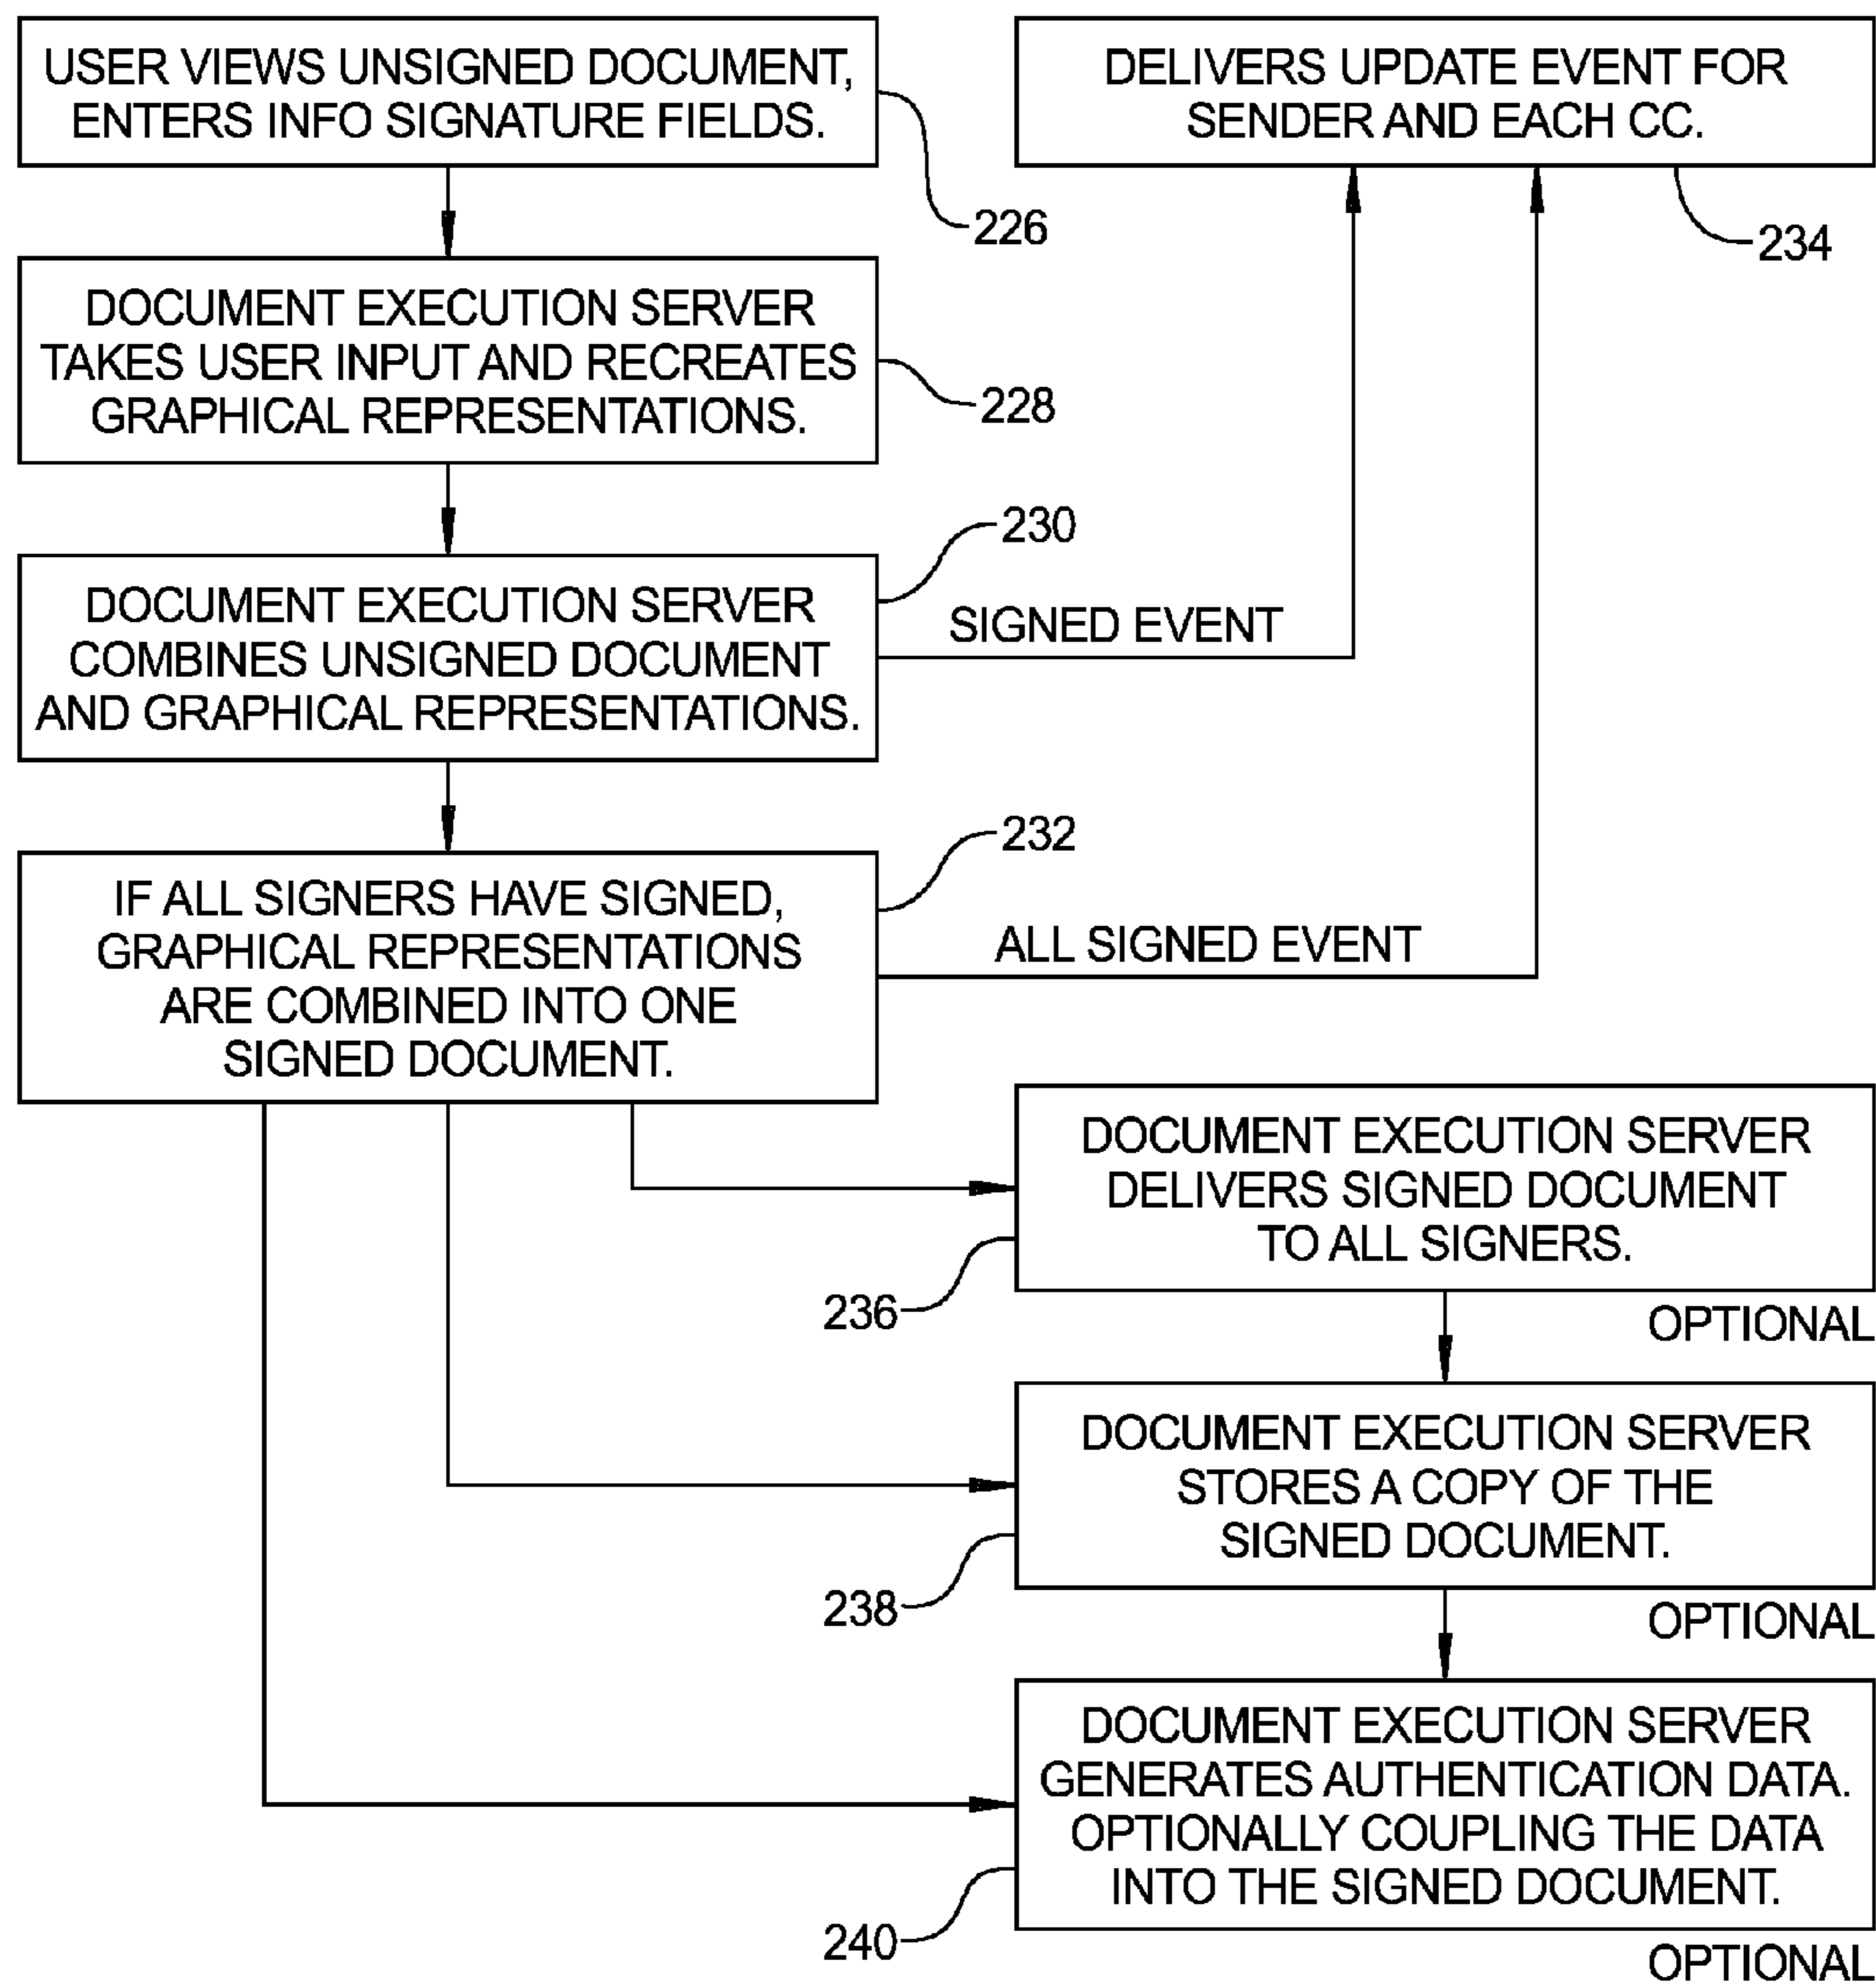 USER VIEWS UNSIGNED DOCUMENT,
ENTERS INFO SIGNATURE FIELDS.
226
DELIVERS UPDATE EVENT FOR
SENDER AND EACH CC.
234
DOCUMENT EXECUTION SERVER
TAKES USER INPUT AND RECREATES
GRAPHICAL REPRESENTATIONS.
228
230
DOCUMENT EXECUTION SERVER
COMBINES UNSIGNED DOCUMENT
AND GRAPHICAL REPRESENTATIONS.
SIGNED EVENT
232
IF ALL SIGNERS HAVE SIGNED,
GRAPHICAL REPRESENTATIONS
ARE COMBINED INTO ONE
SIGNED DOCUMENT.
ALL SIGNED EVENT
DOCUMENT EXECUTION SERVER
DELIVERS SIGNED DOCUMENT
TO ALL SIGNERS.
236
OPTIONAL
DOCUMENT EXECUTION SERVER
STORES A COPY OF THE
SIGNED DOCUMENT.
238
OPTIONAL
DOCUMENT EXECUTION SERVER
GENERATES AUTHENTICATION DATA.
OPTIONALLY COUPLING THE DATA
INTO THE SIGNED DOCUMENT.
240
OPTIONAL